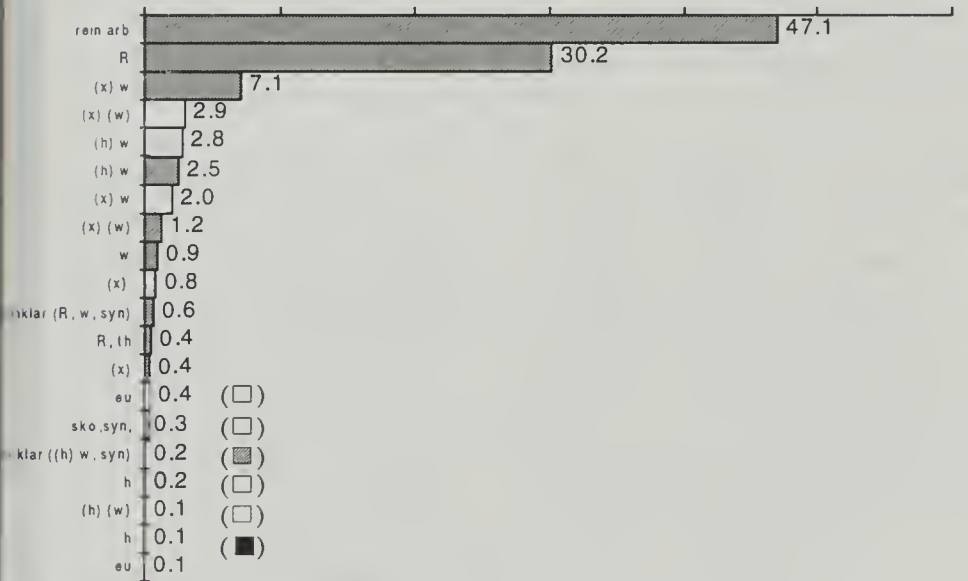 rein arb 47.1
R 30.2
(x) w 7.1
(x) (w) 2.9
(h) w 2.8
(h) w 2.5
(x) w 2.0
(x) (w) 1.2
w 0.9
(x) 0.8
(R, w, syn) 0.6
R, th 0.4
(x) 0.4
eu 0.4 (□)
sko,syn, 0.3 (□)
klar ((h) w, syn) 0.2 (▨)
h 0.2 (□)
(h) (w) 0.1 (□)
h 0.1 (■)
eu 0.1